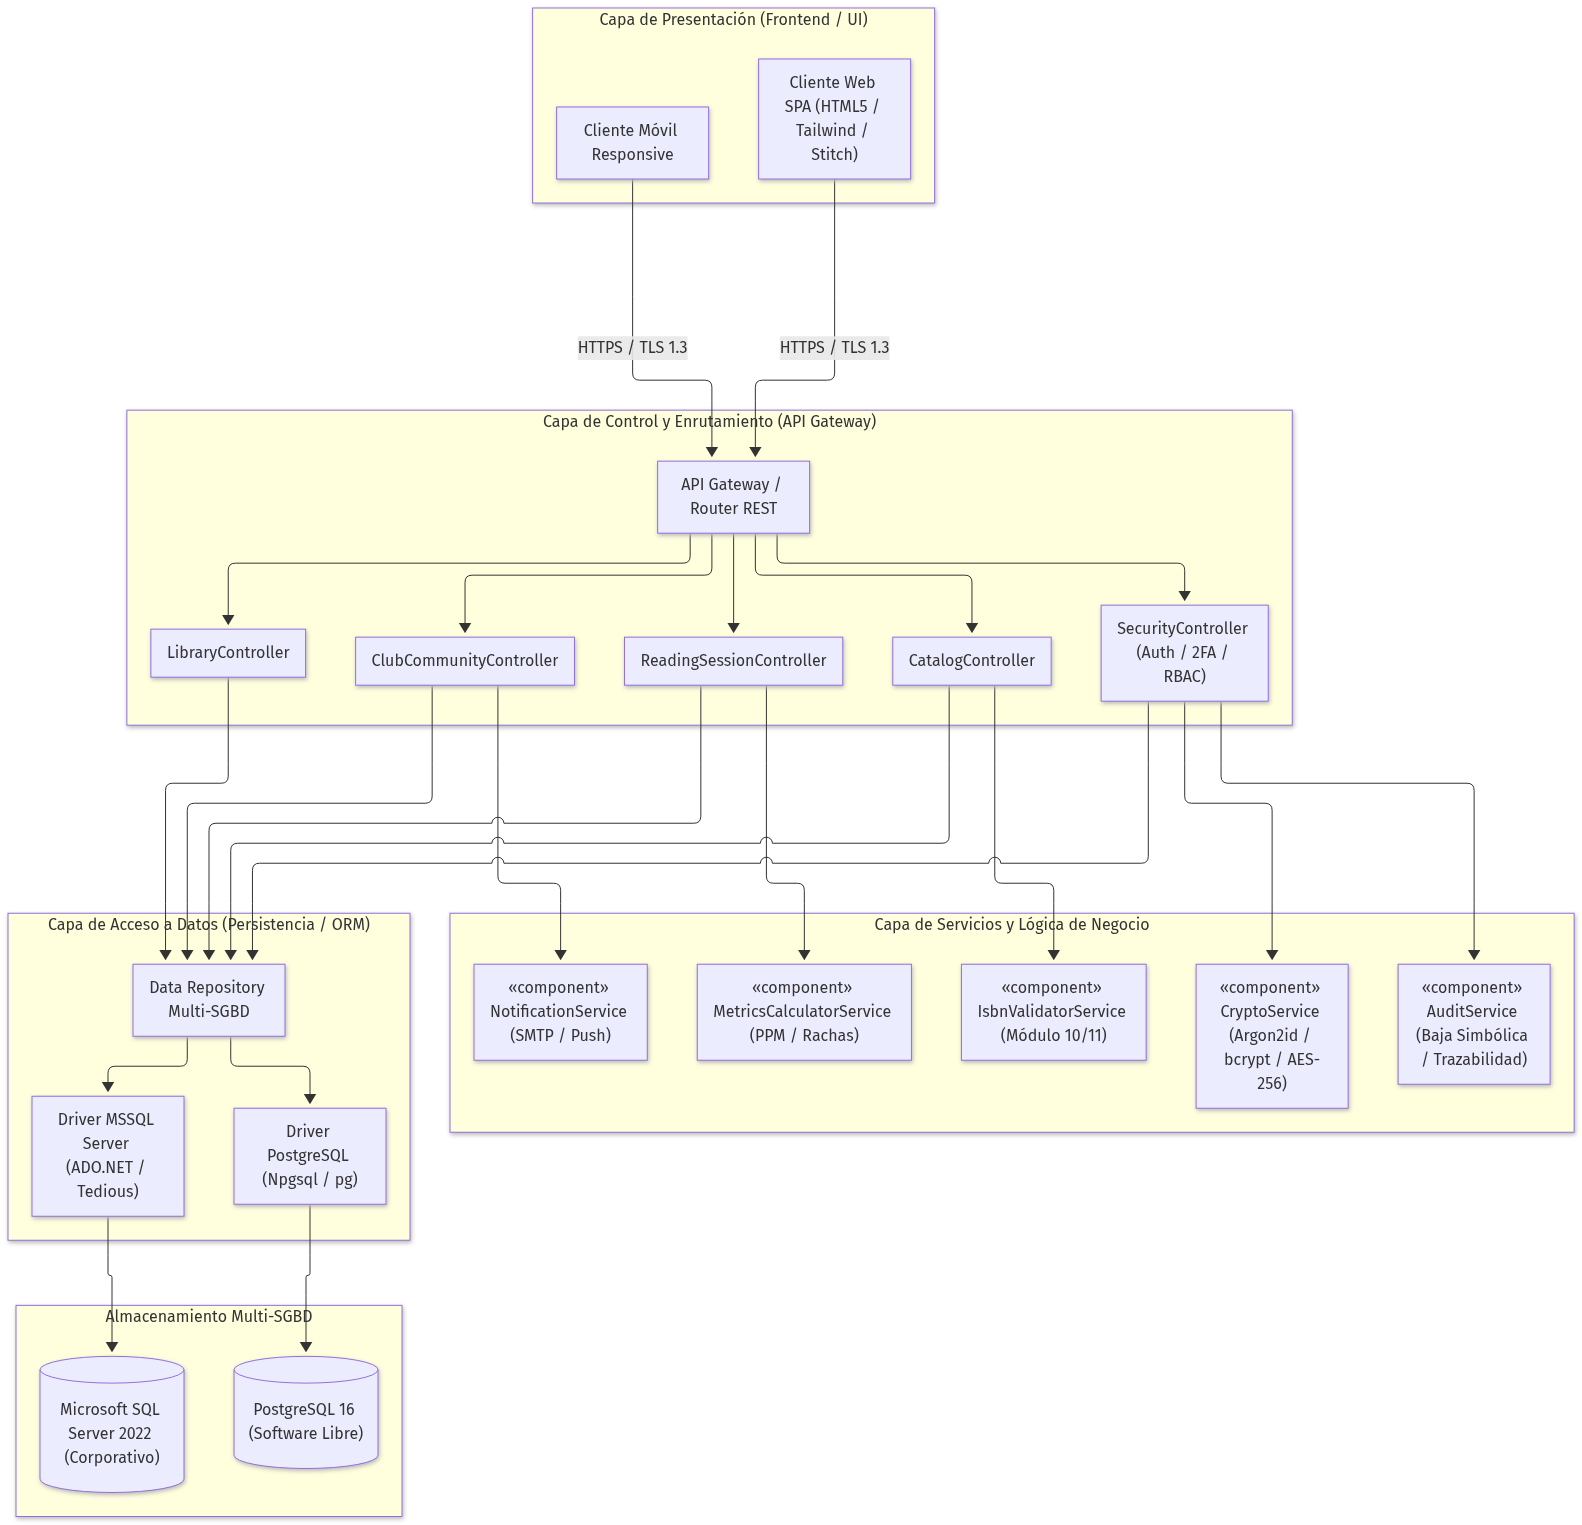 Capa de Presentación (Frontend / UI)
Cliente Móvil
Responsive
Cliente Web
SPA (HTML5 /
Tailwind /
Stitch)
HTTPS / TLS 1.3
HTTPS / TLS 1.3
Capa de Control y Enrutamiento (API Gateway)
API Gateway /
Router REST
LibraryController
ClubCommunityController
ReadingSessionController
CatalogController
SecurityController
(Auth / 2FA /
RBAC)
Capa de Acceso a Datos (Persistencia / ORM)
Data Repository
Multi-SGBD
Driver MSSQL
Server
(ADO.NET /
Tedious)
Driver
PostgreSQL
(Npgsql / pg)
Capa de Servicios y Lógica de Negocio
«component»
NotificationService
(SMTP / Push)
«component»
MetricsCalculatorService
(PPM / Rachas)
«component»
IsbnValidatorService
(Módulo 10/11)
«component»
CryptoService
(Argon2id /
bcrypt / AES-
256)
«component»
AuditService
(Baja Simbólica
/ Trazabilidad)
Almacenamiento Multi-SGBD
Microsoft SQL
Server 2022
(Corporativo)
PostgreSQL 16
(Software Libre)